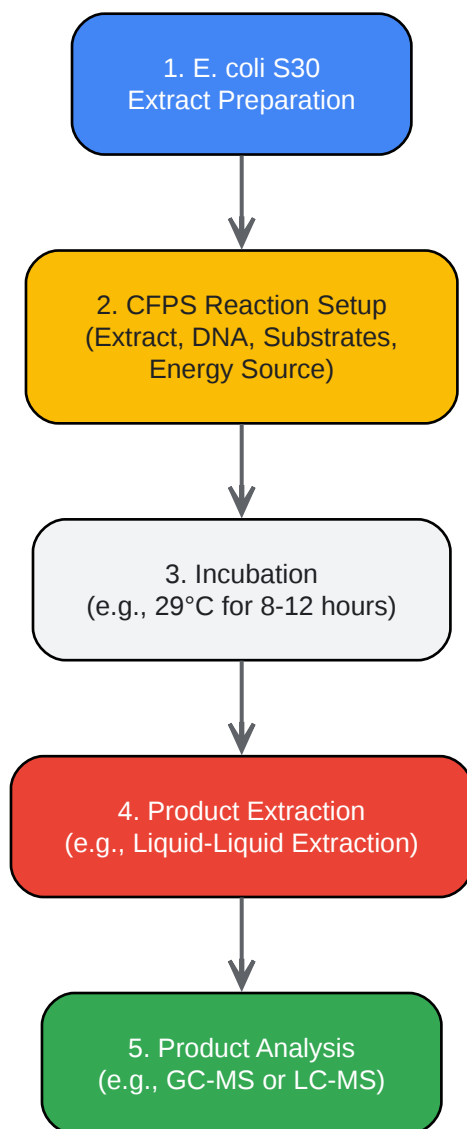 1. E. coli S30
Extract Preparation
2. CFPS Reaction Setup
(Extract, DNA, Substrates,
Energy Source)
3. Incubation
(e.g., 29°C for 8-12 hours)
4. Product Extraction
(e.g., Liquid-Liquid Extraction)
5. Product Analysis
(e.g., GC-MS or LC-MS)